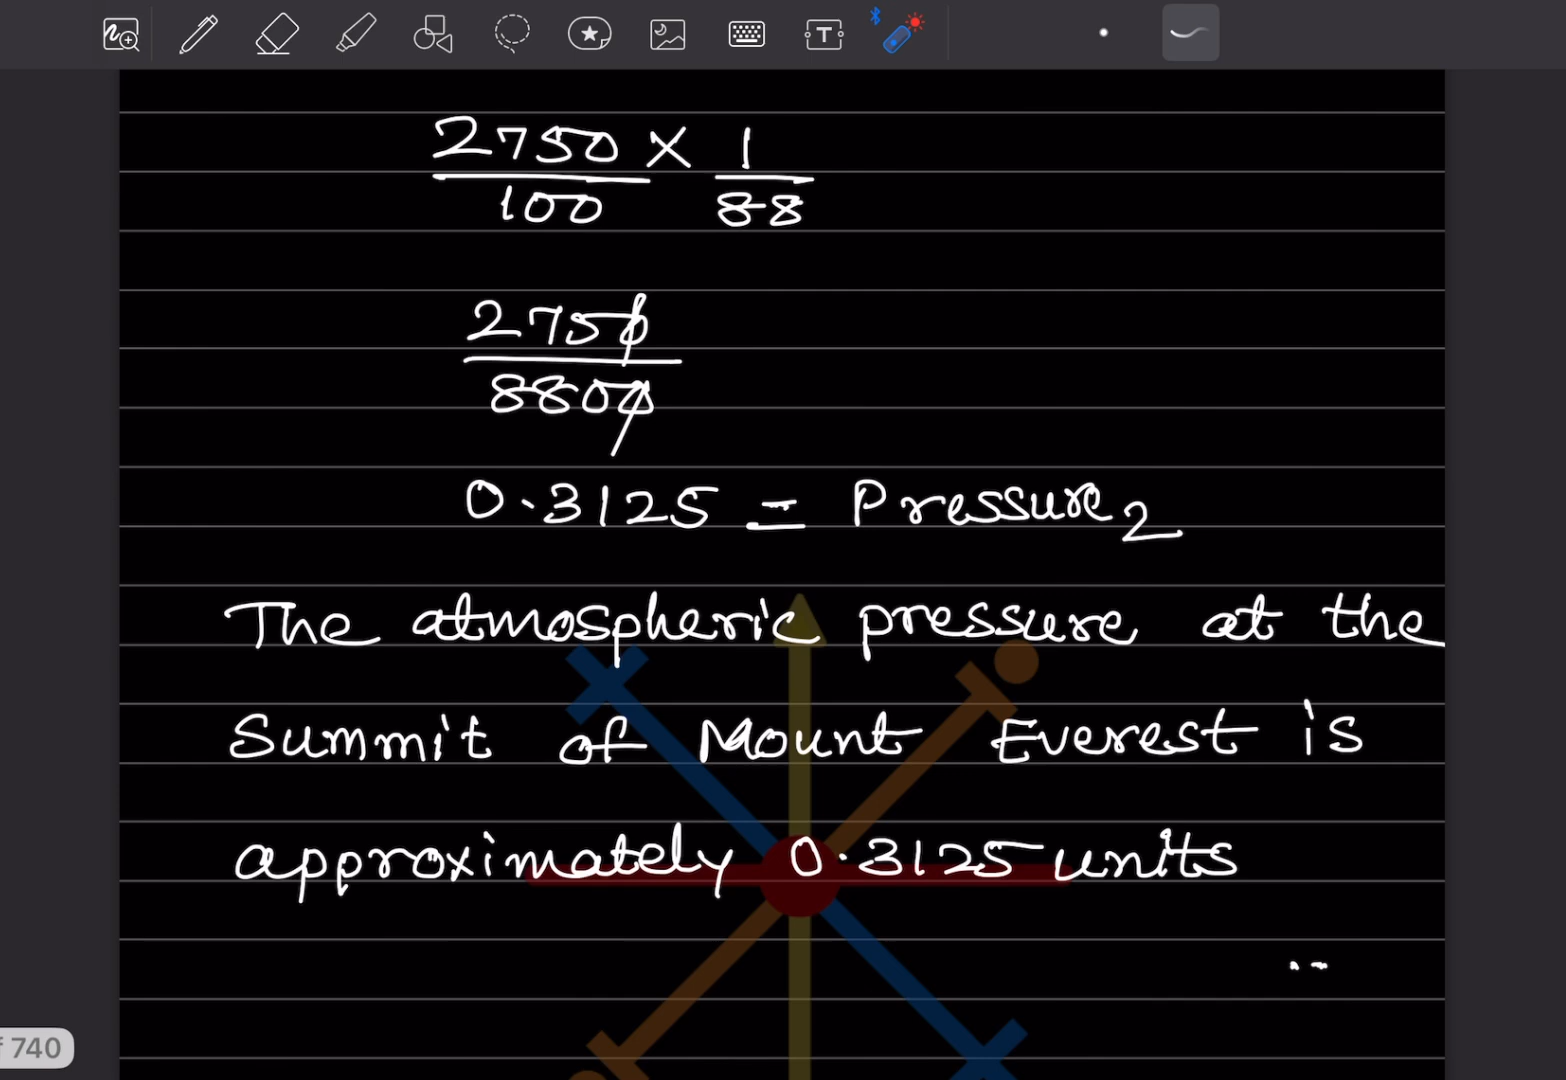 2750 × 1
100 88
2750
8800
0.3125 = Pressure2
The atmospheric pressure at the
Summit of Mount Everest is
approximately 0.3125 units
740